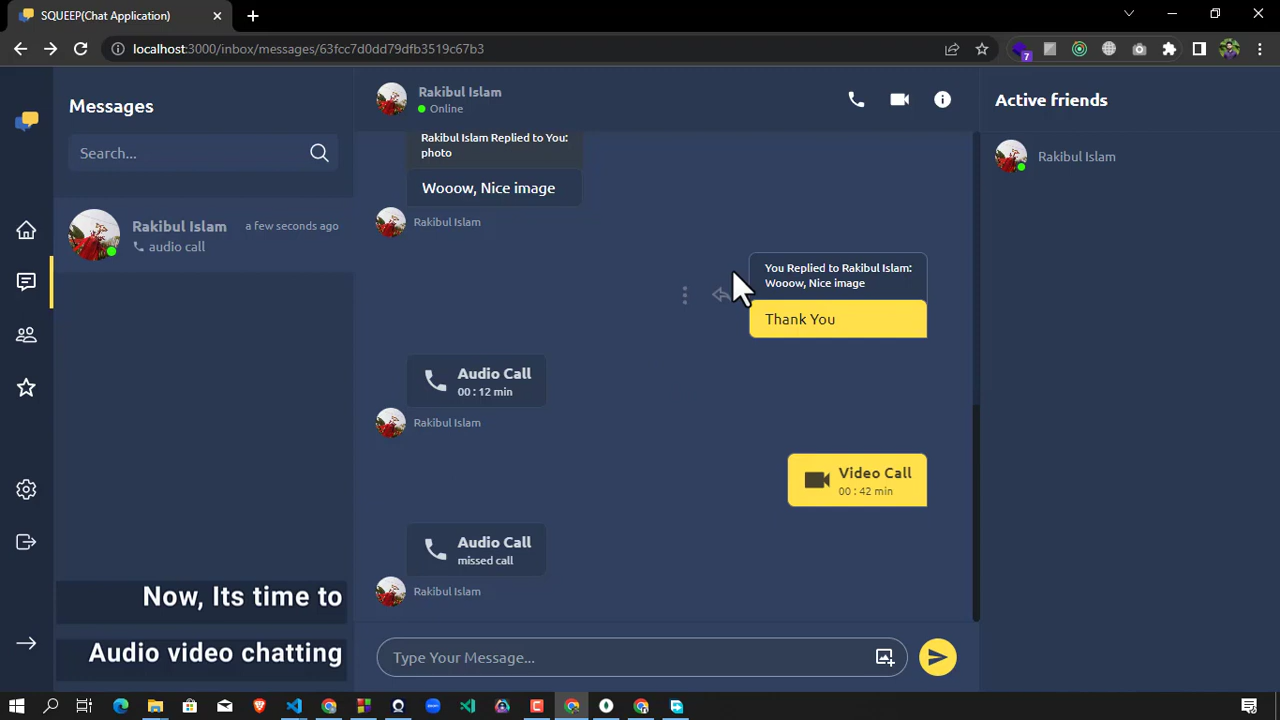 SQUEEP(Chat Application)
localhost:3000/inbox/messages/63fcc7d0dd79dfb3519c67b3
7
Messages
Search...
Rakibul Islam
a few seconds ago
audio call
Rakibul Islam
Online
Rakibul Islam Replied to You:
photo
Wooow, Nice image
Rakibul Islam
You Replied to Rakibul Islam:
Wooow, Nice image
Thank You
Audio Call
00 : 12 min
Rakibul Islam
Video Call
00 : 42 min
Audio Call
missed call
Rakibul Islam
Type Your Message...
Active friends
Rakibul Islam
Now, Its time to
Audio video chatting